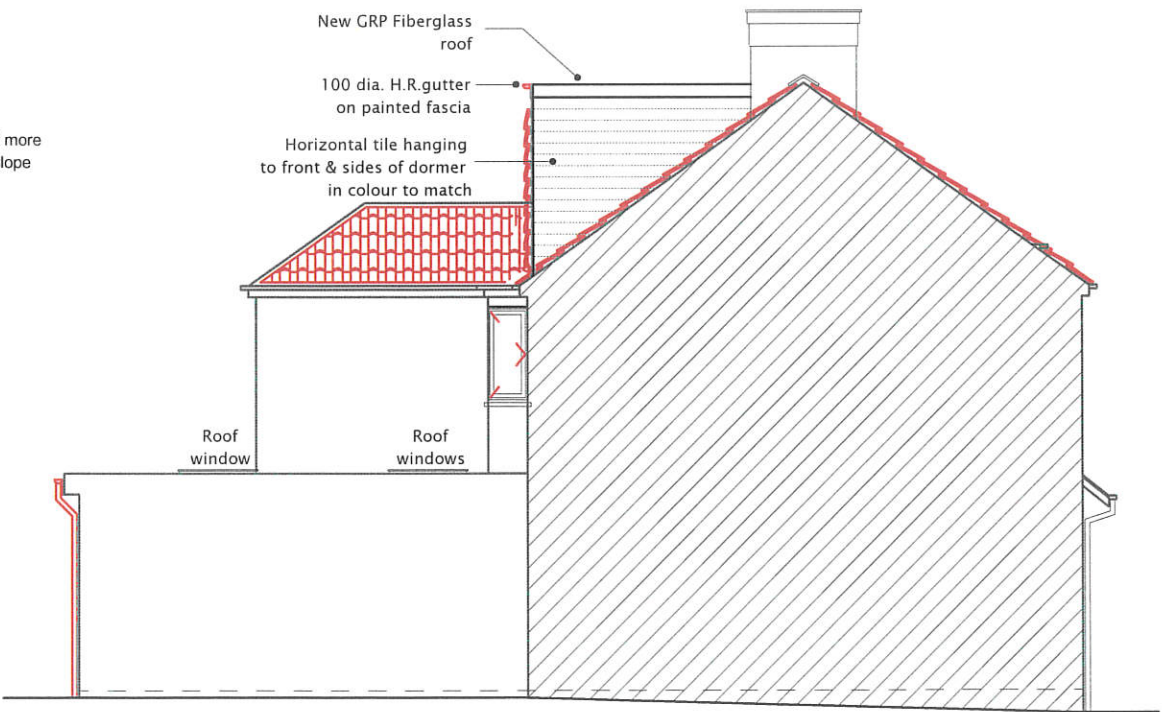 New GRP Fiberglass
roof
100 dia. H.R.gutter
on painted fascia
more
lope
Horizontal tile hanging
to front & sides of dormer
in colour to match
Roof
window
Roof
windows